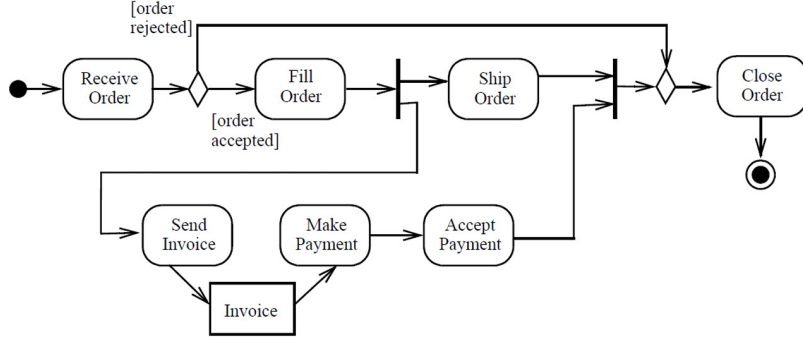 [order
rejected]
Receive
Order
Fill
Order
Ship
Order
Close
Order
[order
accepted]
Send
Invoice
Make
Payment
Accept
Payment
Invoice